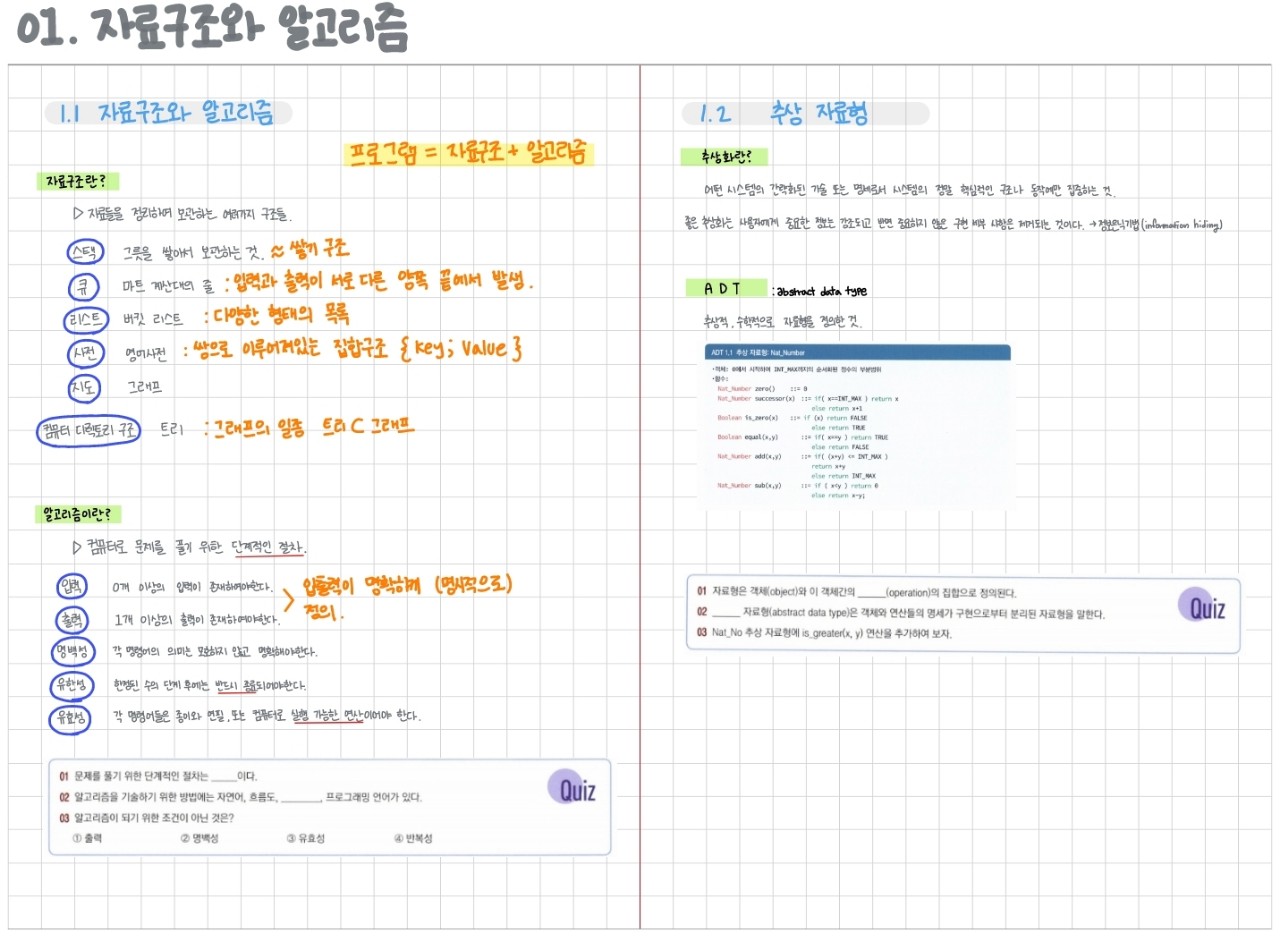 01. 자료구조와 알고리즘
1.1 자료구조와 알고리즘
프로그램 = 자료구조 + 알고리즘
자료구조란?
▷ 자료들을 정리하여 보관하는 여러가지 구조들.
스택 그릇을 쌓아서 보관하는 것. ≈ 쌓기 구조
큐 마트 계산대의 줄 : 입력과 출력이 서로 다른 양쪽 끝에서 발생.
리스트 버킷 리스트 : 다양한 형태의 목록
사전 영어사전 : 쌍으로 이루어져있는 집합구조 { key ; value }
지도 그래프
컴퓨터 디렉토리 구조 트리 : 그래프의 일종 트리 ⊂ 그래프
알고리즘이란?
▷ 컴퓨터로 문제를 풀기 위한 단계적인 절차.
입력 0개 이상의 입력이 존재하여야한다.
출력 1개 이상의 출력이 존재하여야한다.
> 입출력이 명확하게 (명시적으로)
정의.
명백성 각 명령어의 의미는 모호하지 않고 명확해야한다.
유한성 한정된 수의 단계 후에는 반드시 종료되어야한다.
유효성 각 명령어들은 종이와 연필, 또는 컴퓨터로 실행 가능한 연산이어야 한다.
Quiz
01 문제를 풀기 위한 단계적인 절차는 _____이다.
02 알고리즘을 기술하기 위한 방법에는 자연어, 흐름도, ________, 프로그래밍 언어가 있다.
03 알고리즘이 되기 위한 조건이 아닌 것은?
① 출력 ② 명백성 ③ 유효성 ④ 반복성
1.2 추상 자료형
추상화란?
어떤 시스템의 간략화된 기술 또는 명세로서 시스템의 정말 핵심적인 구조나 동작에만 집중하는 것.
좋은 추상화는 사용자에게 중요한 정보는 강조되고 반면 중요하지 않은 구현 세부 사항은 제거되는 것이다. → 정보은닉기법 (information hiding)
ADT : abstract data type
추상적, 수학적으로 자료형을 정의한 것.
ADT 1.1 추상 자료형: Nat_Number
•객체: 0에서 시작하여 INT_MAX까지의 순서화된 정수의 부분범위
•함수:
Nat_Number zero() ::= 0
Nat_Number successor(x) ::= if( x==INT_MAX ) return x
else return x+1
Boolean is_zero(x) ::= if (x) return FALSE
else return TRUE
Boolean equal(x,y) ::= if( x==y ) return TRUE
else return FALSE
Nat_Number add(x,y) ::= if( (x+y) <= INT_MAX )
return x+y
else return INT_MAX
Nat_Number sub(x,y) ::= if ( x<y ) return 0
else return x-y;
Quiz
01 자료형은 객체(object)와 이 객체간의 _____(operation)의 집합으로 정의된다.
02 _____ 자료형(abstract data type)은 객체와 연산들의 명세가 구현으로부터 분리된 자료형을 말한다.
03 Nat_No 추상 자료형에 is_greater(x, y) 연산을 추가하여 보자.